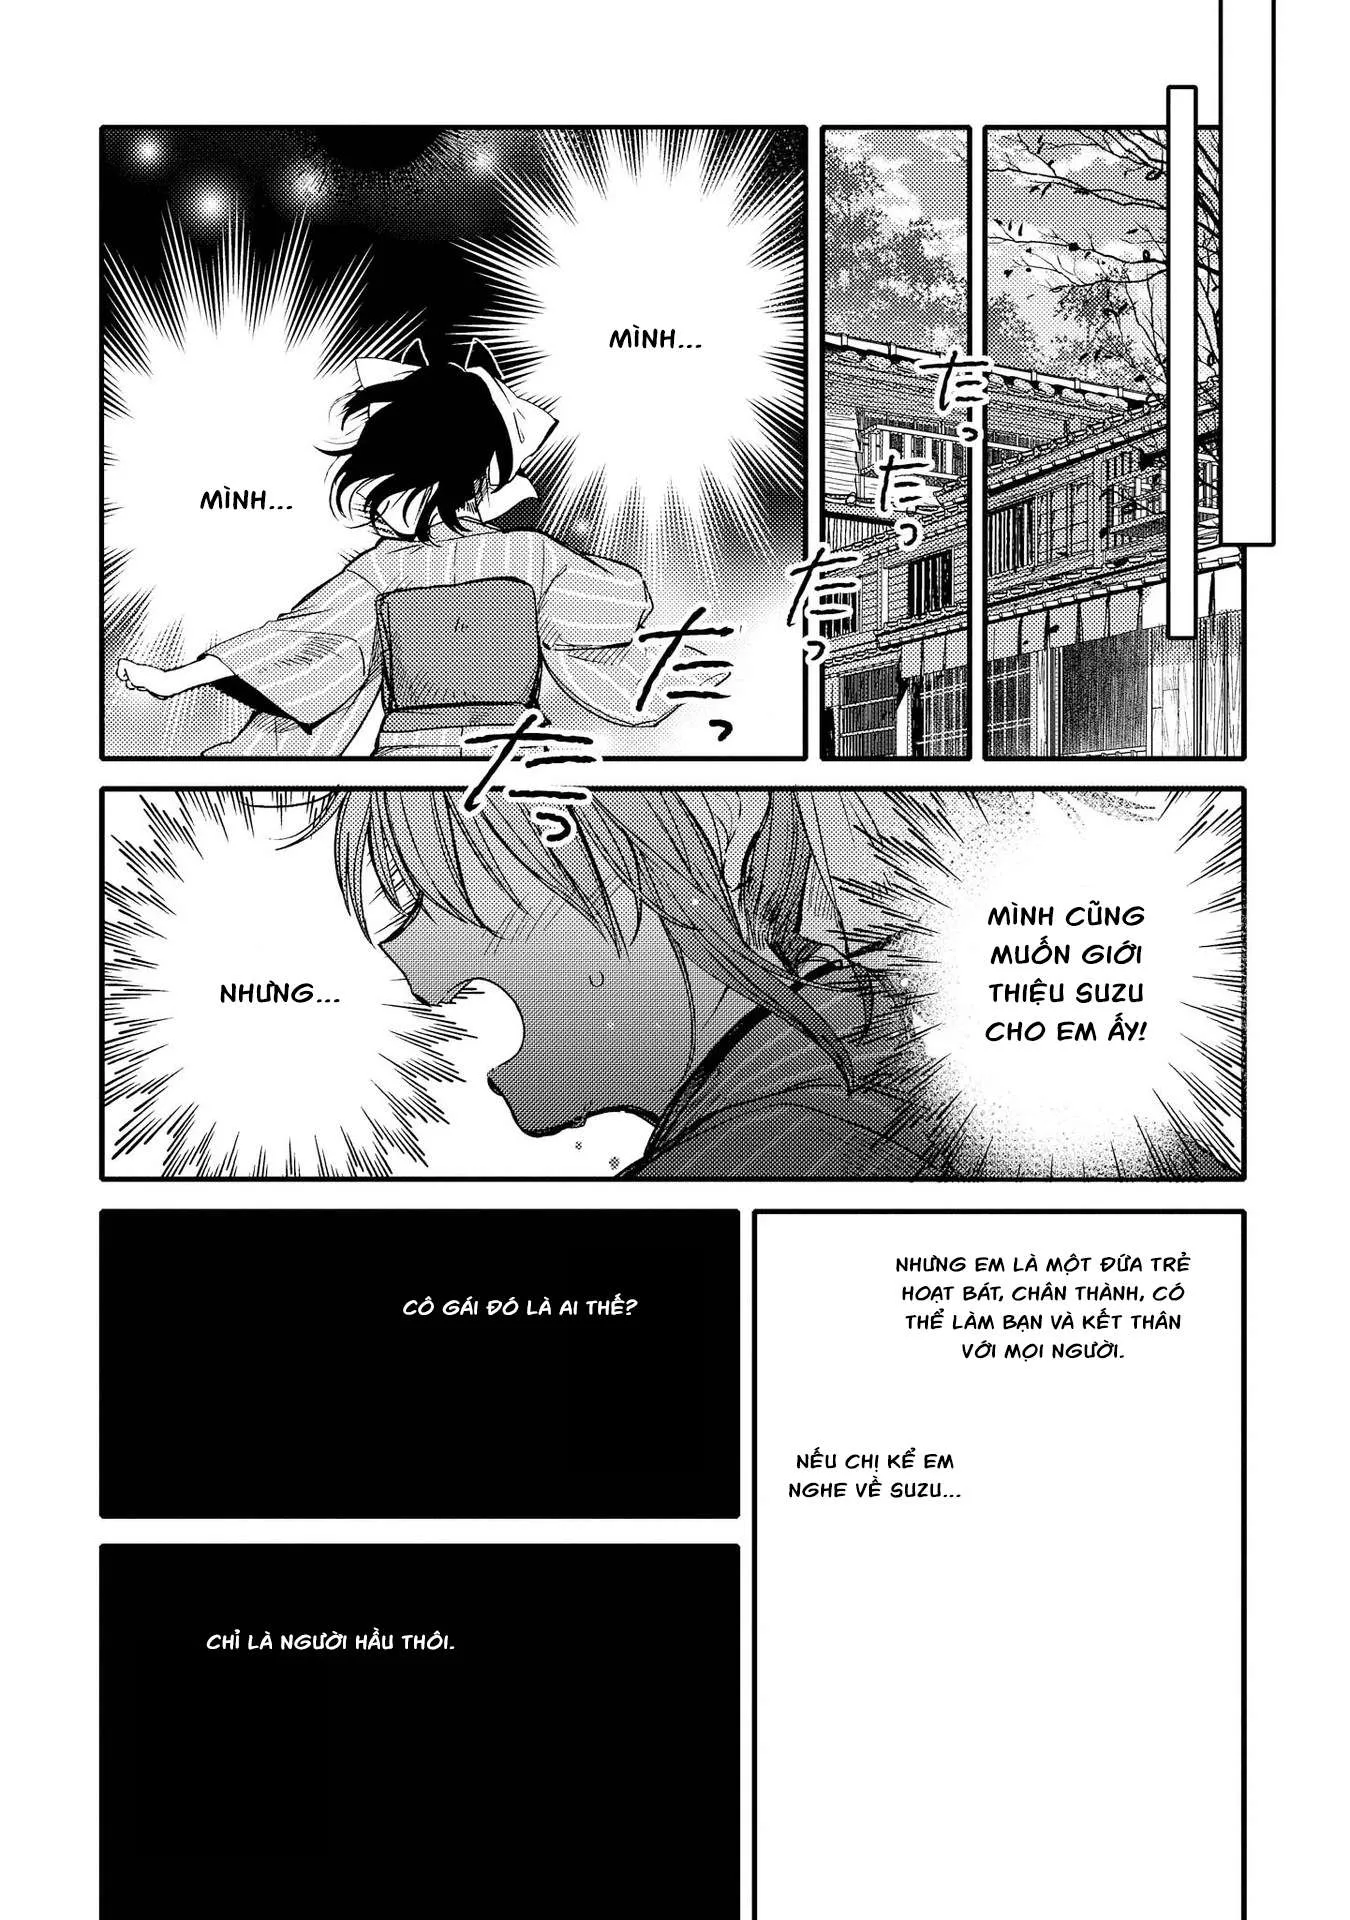 たっ
たっ
たっ
たっ
たっ
MÌNH...
MÌNH...
MÌNH CŨNG
MUỐN GIỚI
THIỆU SUZU
CHO EM ẤY!
NHƯNG...
NHƯNG EM LÀ MỘT ĐỨA TRẺ
HOẠT BÁT, CHÂN THÀNH, CÓ
THỂ LÀM BẠN VÀ KẾT THÂN
VỚI MỌI NGƯỜI.
NẾU CHỊ KỂ EM
NGHE VỀ SUZU...
CÔ GÁI ĐÓ LÀ AI THẾ?
CHỈ LÀ NGƯỜI HẦU THÔI.